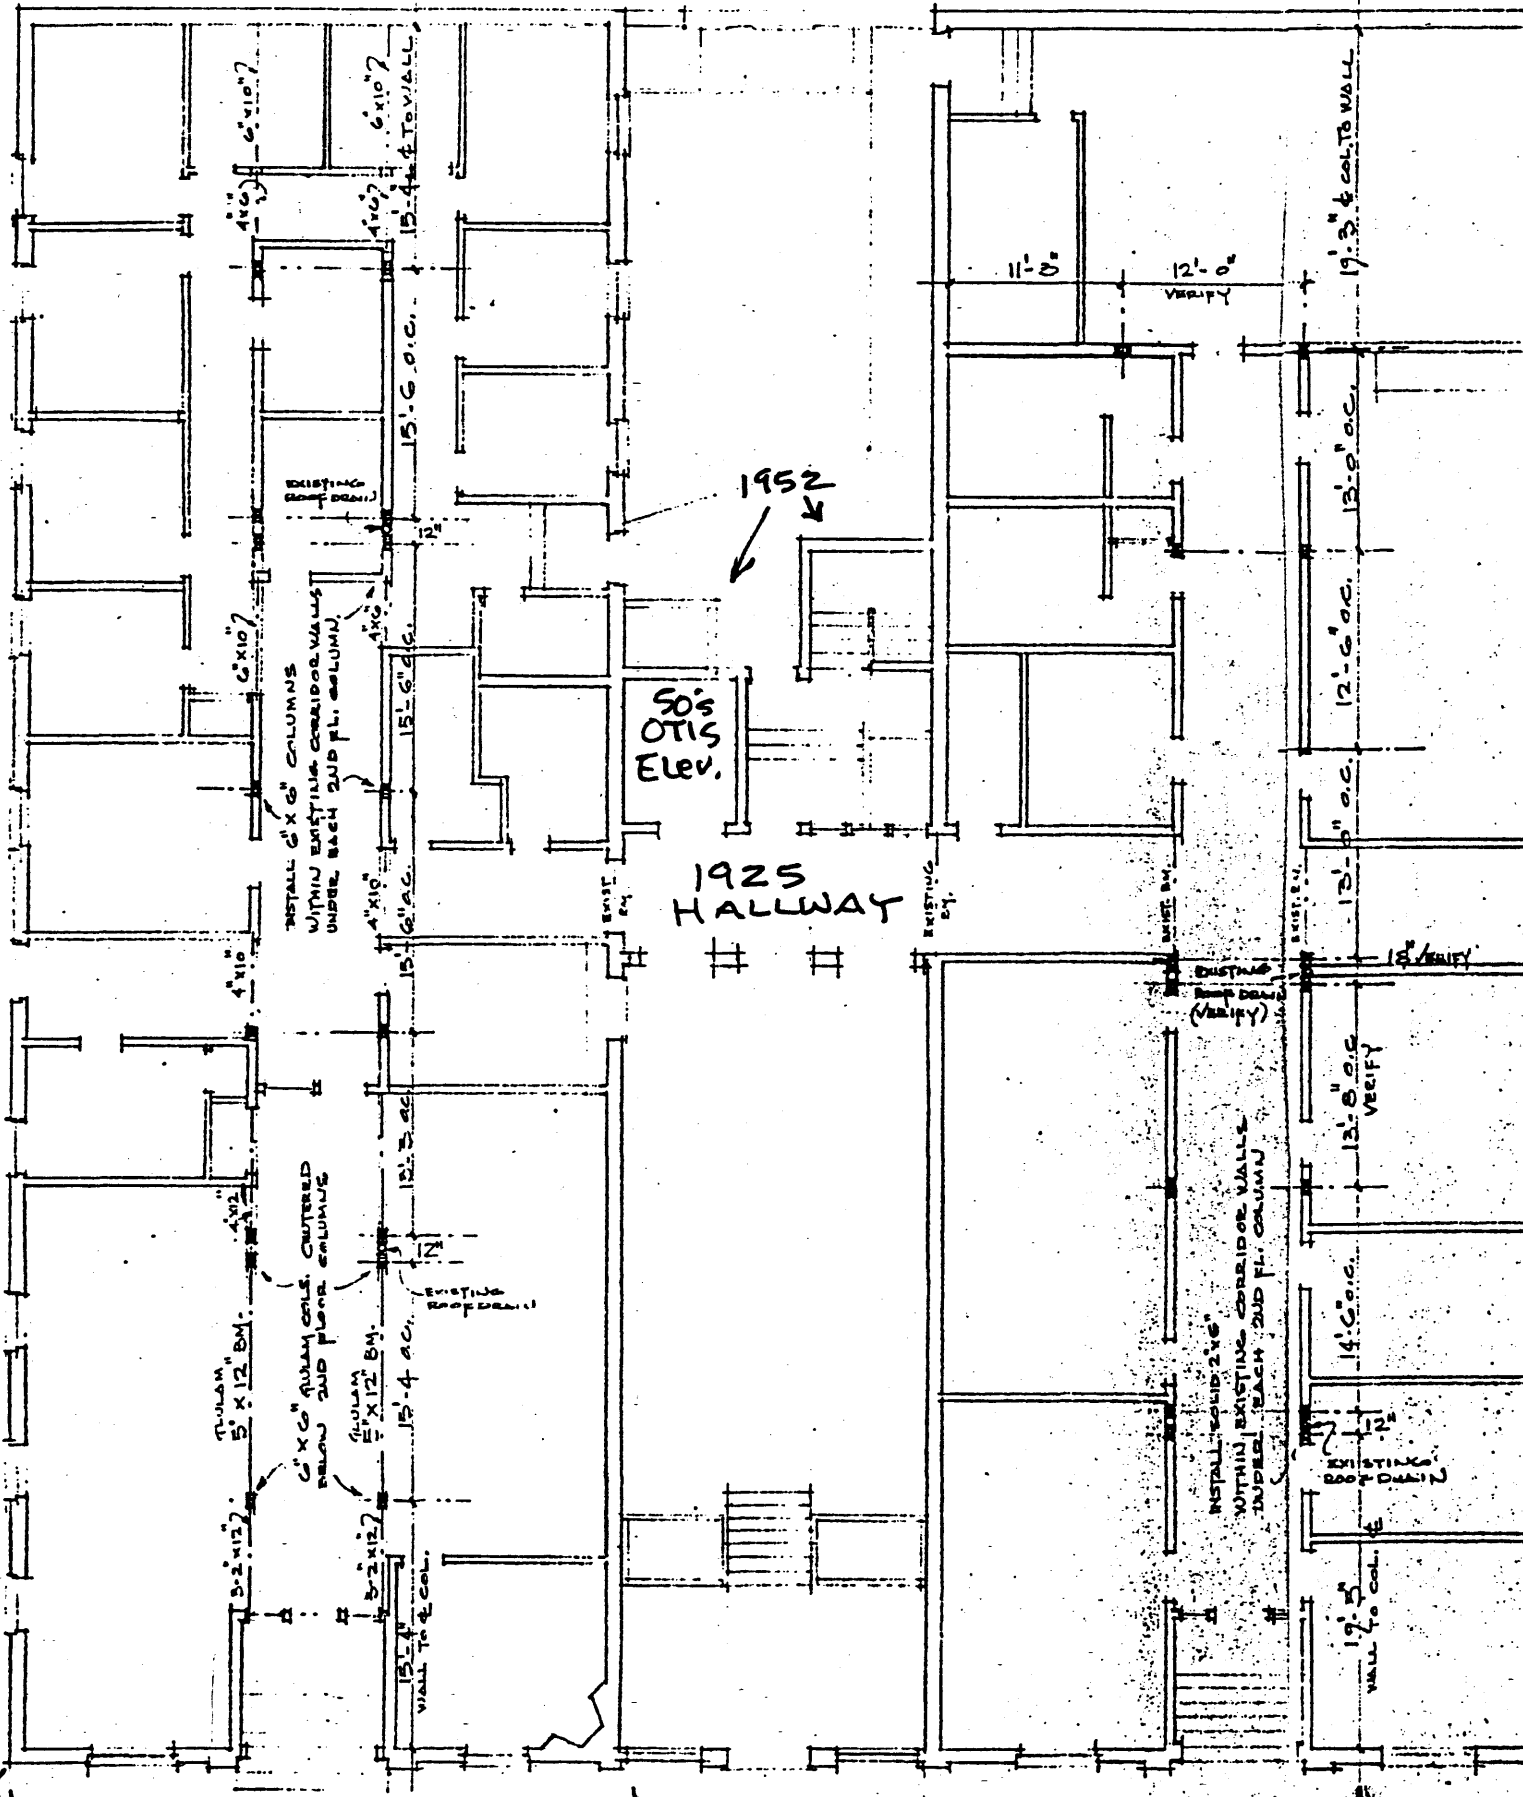 6"x10"
6"x10"
4"x6"
4"x6"
15'-4 ¢ TO WALL
15'-6 O.C.
EXISTING
ROOF DRAIN
12"
6"x10"
4"x6"
15'-6" O.C.
INSTALL 6"x6" COLUMNS
WITHIN EXISTING CORRIDOR WALLS
UNDER EACH 2ND FL. COLUMN.
4"x10"
4"x10
15'-6" O.C.
15'-3 O.C.
4"x12"
12"
EXISTING
ROOF DRAIN
6"x6" GLULAM COLS. CENTERED
BELOW 2ND FLOOR COLUMNS
GLULAM
5"x12" BM.
GLULAM
5"x12" BM.
15'-4 O.C.
3-2"x12"
3-2"x12"
15'-4"
WALL TO ¢ COL.
1952
50's
OTIS
Elev.
1925
HALLWAY
EXIST
EXISTING
11'-8"
12'-0"
VERIFY
19'-3" ¢ COL. TO WALL
13'-0" O.C.
12'-6" O.C.
13'-0" O.C.
EXIST. BM.
EXIST. BM.
EXISTING
ROOF DRAIN
(VERIFY)
18" VERIFY
13'-8" O.C.
VERIFY
14'-6" O.C.
INSTALL SOLID 2"x6"
WITHIN EXISTING CORRIDOR WALLS
UNDER EACH 2ND FL. COLUMN
12"
EXISTING
ROOF DRAIN
19'-5"
WALL TO COL. ¢